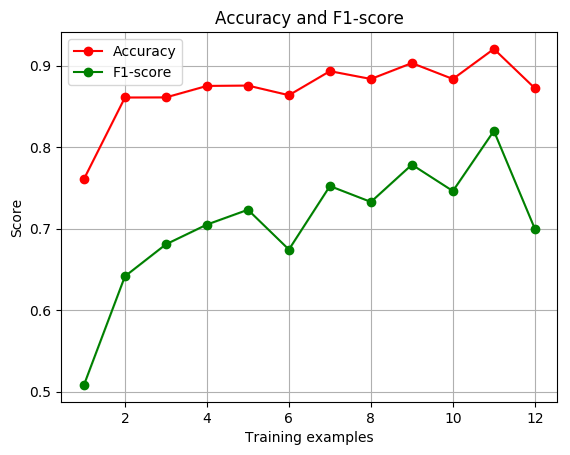 Accuracy and F1-score
Accuracy
F1-score
0.9
0.8
0.7
0.6
0.5
Score
2 4 6 8 10 12
Training examples